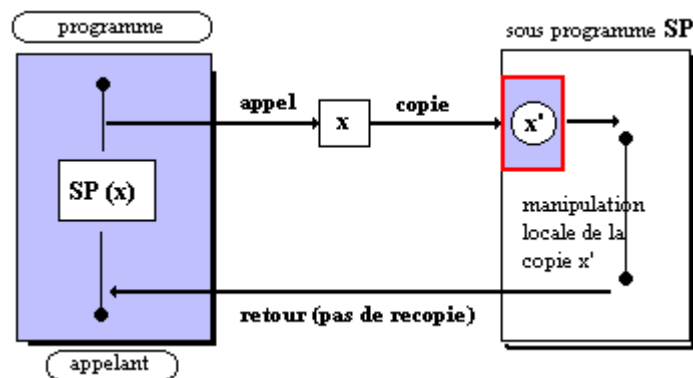 programme
sous programme SP
appel
copie
x
x'
SP (x)
manipulation
locale de la
copie x'
retour (pas de recopie)
appelant